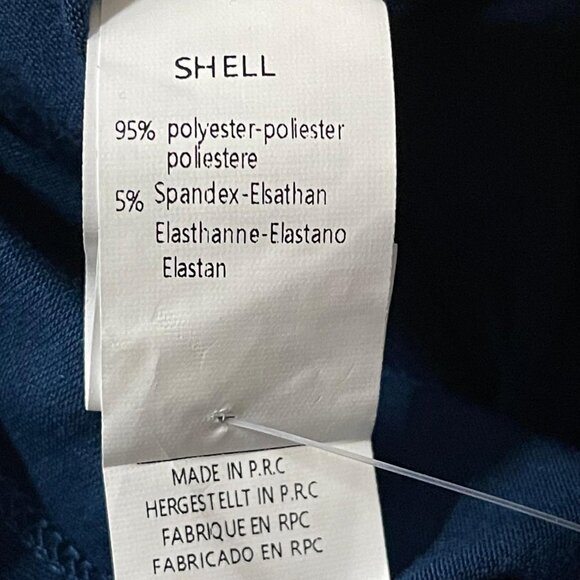 SHELL
95% polyester-poliester
poliestere
5% Spandex-Elsathan
Elasthanne-Elastano
Elastan
MADE IN P.R.C
HERGESTELLT IN P.R.C
FABRIQUE EN RPC
FABRICADO EN RPC